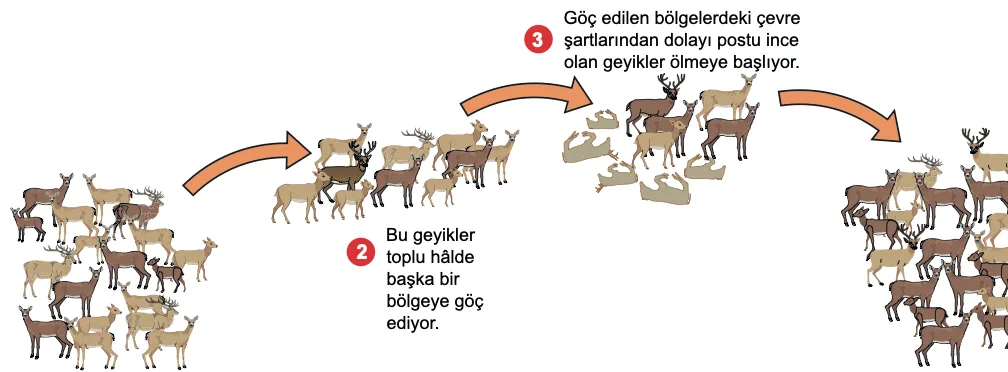 3
Göç edilen bölgelerdeki çevre
şartlarından dolayı postu ince
olan geyikler ölmeye başlıyor.
2
Bu geyikler
toplu hâlde
başka bir
bölgeye göç
ediyor.